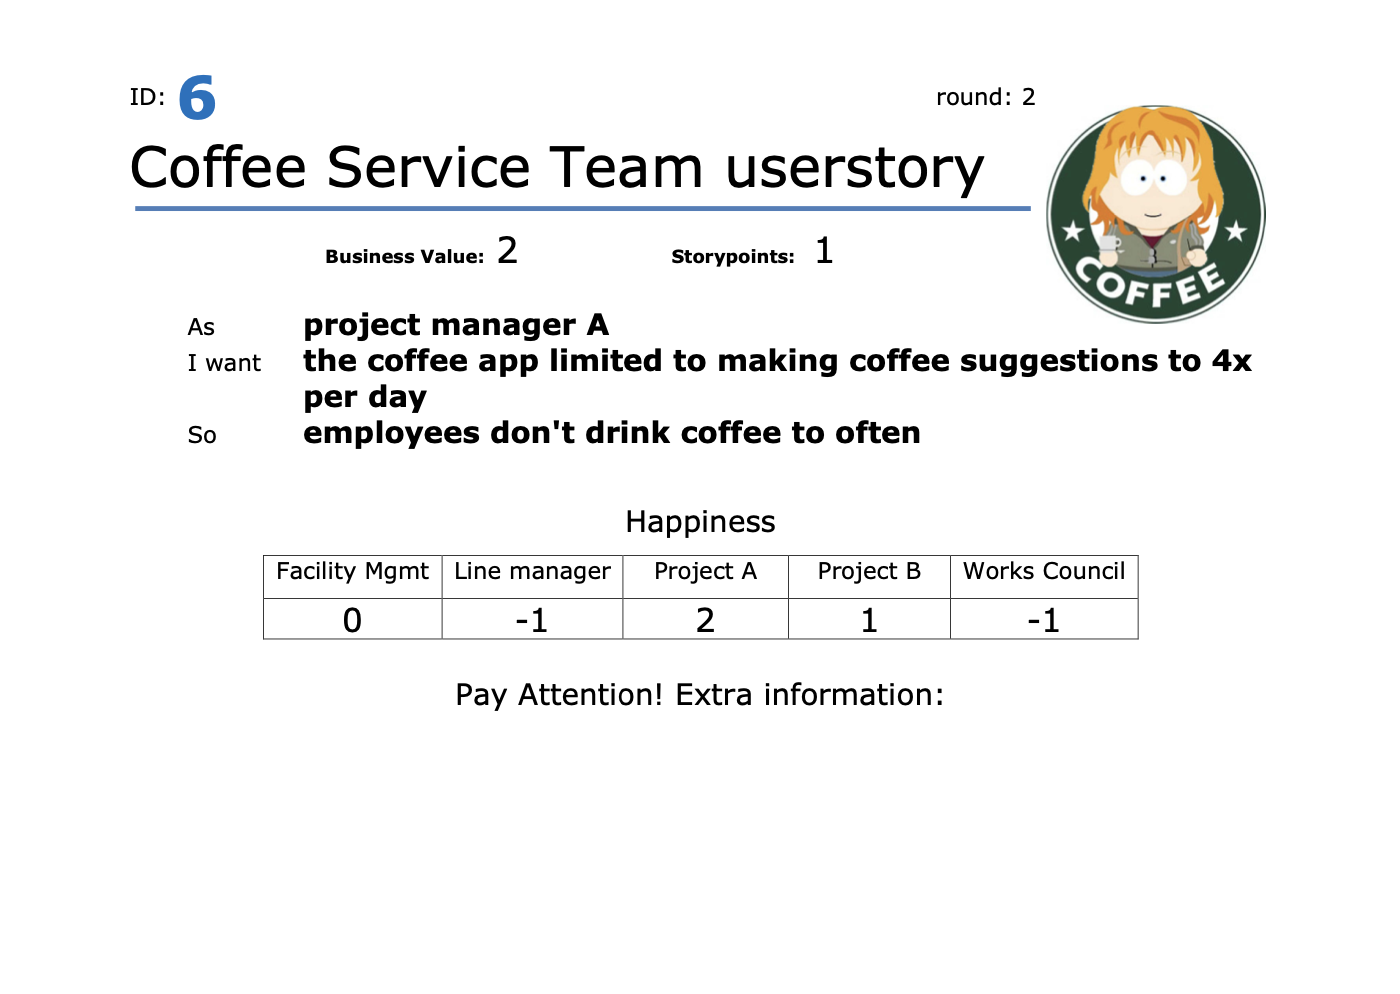 ID: 6 round: 2
Coffee Service Team userstory
Business Value: 2 Storypoints: 1
As project manager A
I want the coffee app limited to making coffee suggestions to 4x
per day
So employees don't drink coffee to often
COFFEE
Happiness
Facility Mgmt Line manager Project A Project B Works Council
0 -1 2 1 -1
Pay Attention! Extra information: